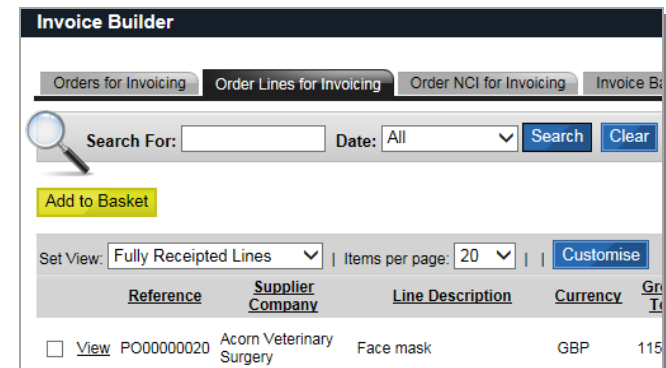 Invoice Builder
Orders for Invoicing Order Lines for Invoicing Order NCI for Invoicing Invoice
Search For: Date: All Search Clear
Add to Basket
Set View: Fully Receipted Lines | Items per page: 20 | | Customise
Reference Supplier Company Line Description Currency
View PO00000020 Acorn Veterinary Surgery Face mask GBP 115